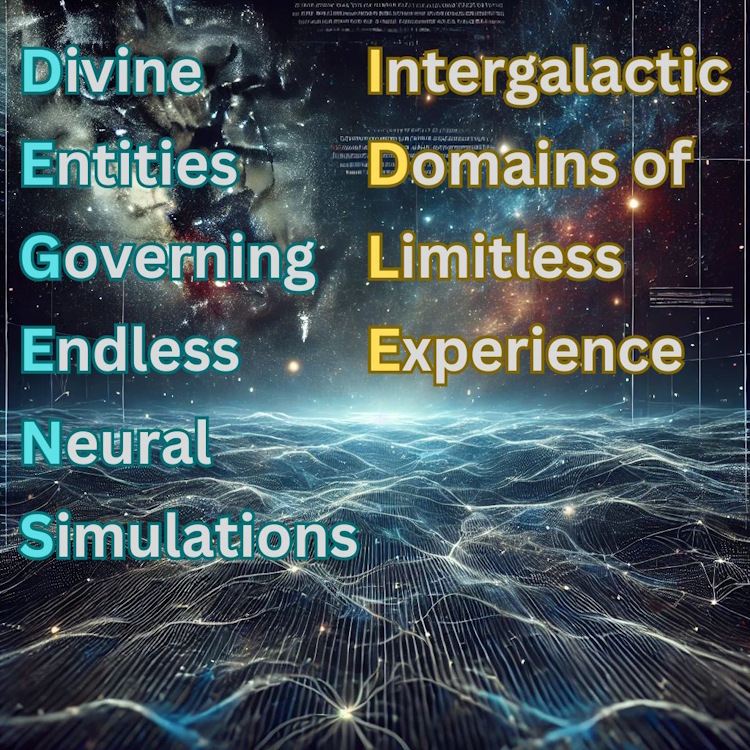 Divine
Entities
Governing
Endless
Neural
Simulations
Intergalactic
Domains of
Limitless
Experience